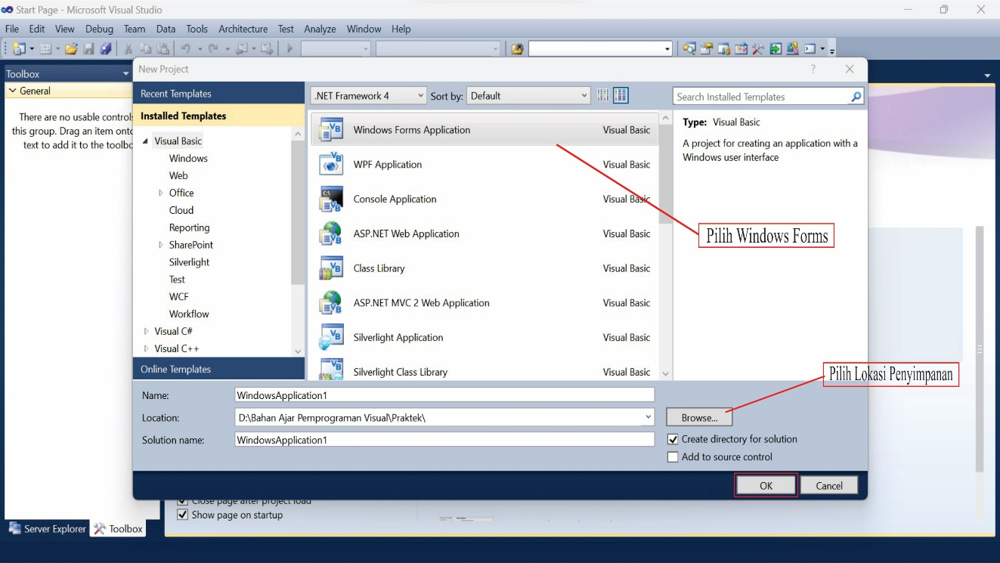 Start Page - Microsoft Visual Studio
File Edit View Debug Team Data Tools Architecture Test Analyze Window Help
Toolbox
General
There are no usable controls
this group. Drag an item onto
text to add it to the toolbo
New Project
?
Recent Templates
Installed Templates
Visual Basic
Windows
Web
Office
Cloud
Reporting
SharePoint
Silverlight
Test
WCF
Workflow
Visual C#
Visual C++
Online Templates
.NET Framework 4
Sort by: Default
Windows Forms Application Visual Basic
WPF Application Visual Basic
Console Application Visual Basic
ASP.NET Web Application Visual Basic
Class Library Visual Basic
ASP.NET MVC 2 Web Application Visual Basic
Silverlight Application Visual Basic
Silverlight Class Library Visual Basic
Search Installed Templates
Type: Visual Basic
A project for creating an application with a
Windows user interface
Pilih Windows Forms
Pilih Lokasi Penyimpanan
Name: WindowsApplication1
Location: D:\Bahan Ajar Pemprograman Visual\Praktek\
Browse...
Solution name: WindowsApplication1
Create directory for solution
Add to source control
OK Cancel
Close page after project load
Show page on startup
Server Explorer Toolbox